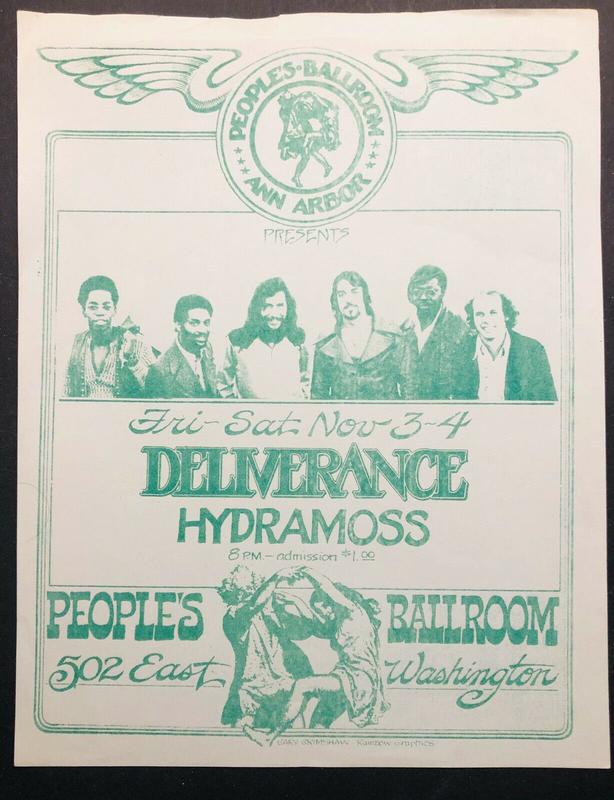 PEOPLE'S • BALLROOM
ANN ARBOR
PRESENTS
Fri-Sat Nov 3-4
DELIVERANCE
HYDRAMOSS
8 P.M. — admission $1.00
PEOPLE'S BALLROOM
502 East Washington
GARY GRIMSHAW - Rainbow Graphics